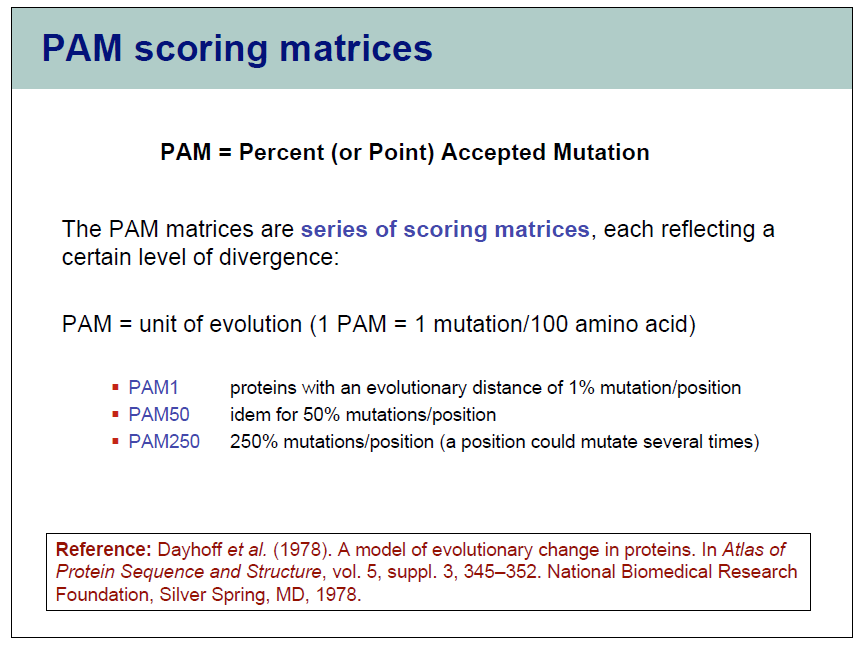 PAM scoring matrices
PAM = Percent (or Point) Accepted Mutation
The PAM matrices are series of scoring matrices, each reflecting a
certain level of divergence:
PAM = unit of evolution (1 PAM = 1 mutation/100 amino acid)
▪ PAM1 proteins with an evolutionary distance of 1% mutation/position
▪ PAM50 idem for 50% mutations/position
▪ PAM250 250% mutations/position (a position could mutate several times)
Reference: Dayhoff et al. (1978). A model of evolutionary change in proteins. In Atlas of
Protein Sequence and Structure, vol. 5, suppl. 3, 345–352. National Biomedical Research
Foundation, Silver Spring, MD, 1978.